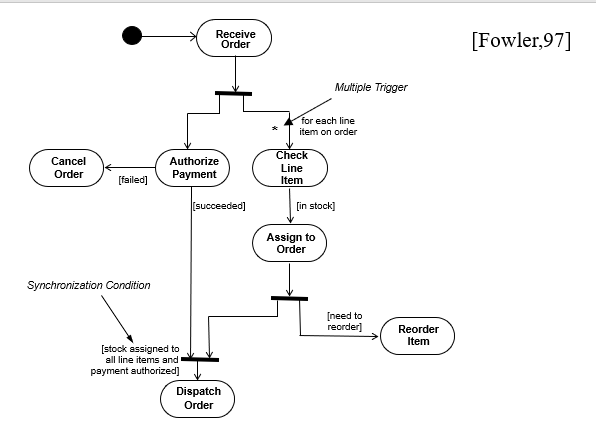 Receive
Order
[Fowler,97]
Multiple Trigger
*
for each line
item on order
Cancel
Order
[failed]
Authorize
Payment
Check
Line
Item
[succeeded]
[in stock]
Assign to
Order
Synchronization Condition
[need to
reorder]
Reorder
Item
[stock assigned to
all line items and
payment authorized]
Dispatch
Order